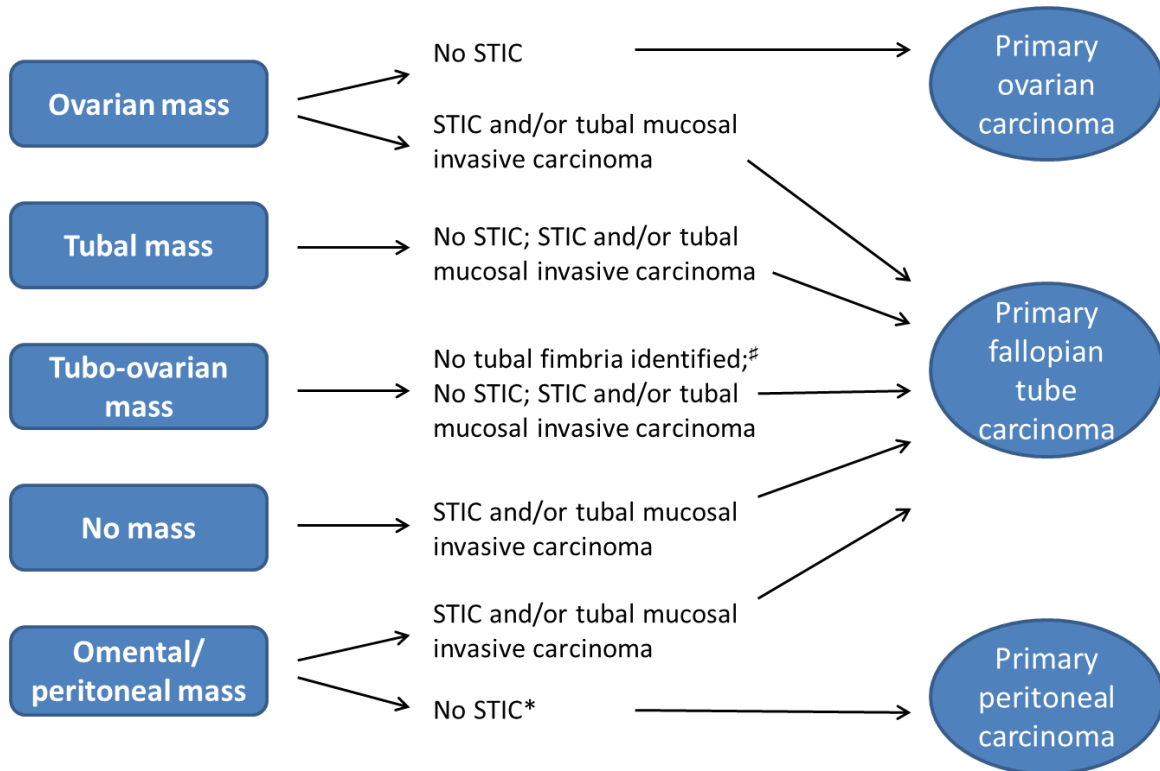 Ovarian mass
No STIC
Primary
ovarian
carcinoma
STIC and/or tubal mucosal
invasive carcinoma
Tubal mass
No STIC; STIC and/or tubal
mucosal invasive carcinoma
Tubo-ovarian
mass
No tubal fimbria identified;♯
No STIC; STIC and/or tubal
mucosal invasive carcinoma
Primary
fallopian
tube
carcinoma
No mass
STIC and/or tubal mucosal
invasive carcinoma
Omental/
peritoneal mass
STIC and/or tubal mucosal
invasive carcinoma
No STIC*
Primary
peritoneal
carcinoma